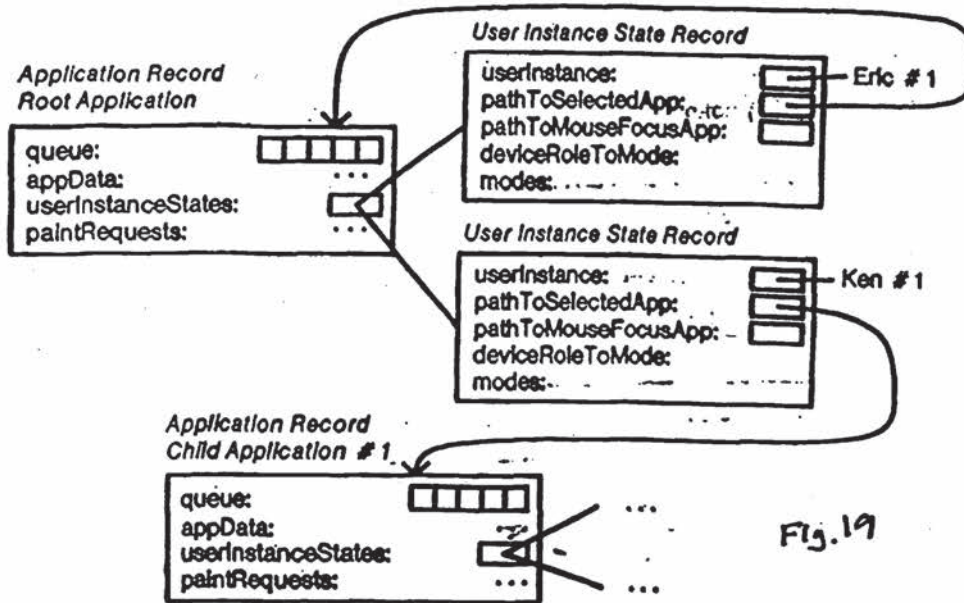 User Instance State Record
userInstance:
Eric # 1
pathToSelectedApp:
pathToMouseFocusApp:
deviceRoleToMode:
modes:
Application Record
Root Application
queue:
appData:
...
userInstanceStates:
paintRequests:
...
User Instance State Record
userInstance:
Ken # 1
pathToSelectedApp:
pathToMouseFocusApp:
deviceRoleToMode:
modes:
Application Record
Child Application # 1
queue:
appData:
...
userInstanceStates:
paintRequests:
...
...
...
Fig. 19